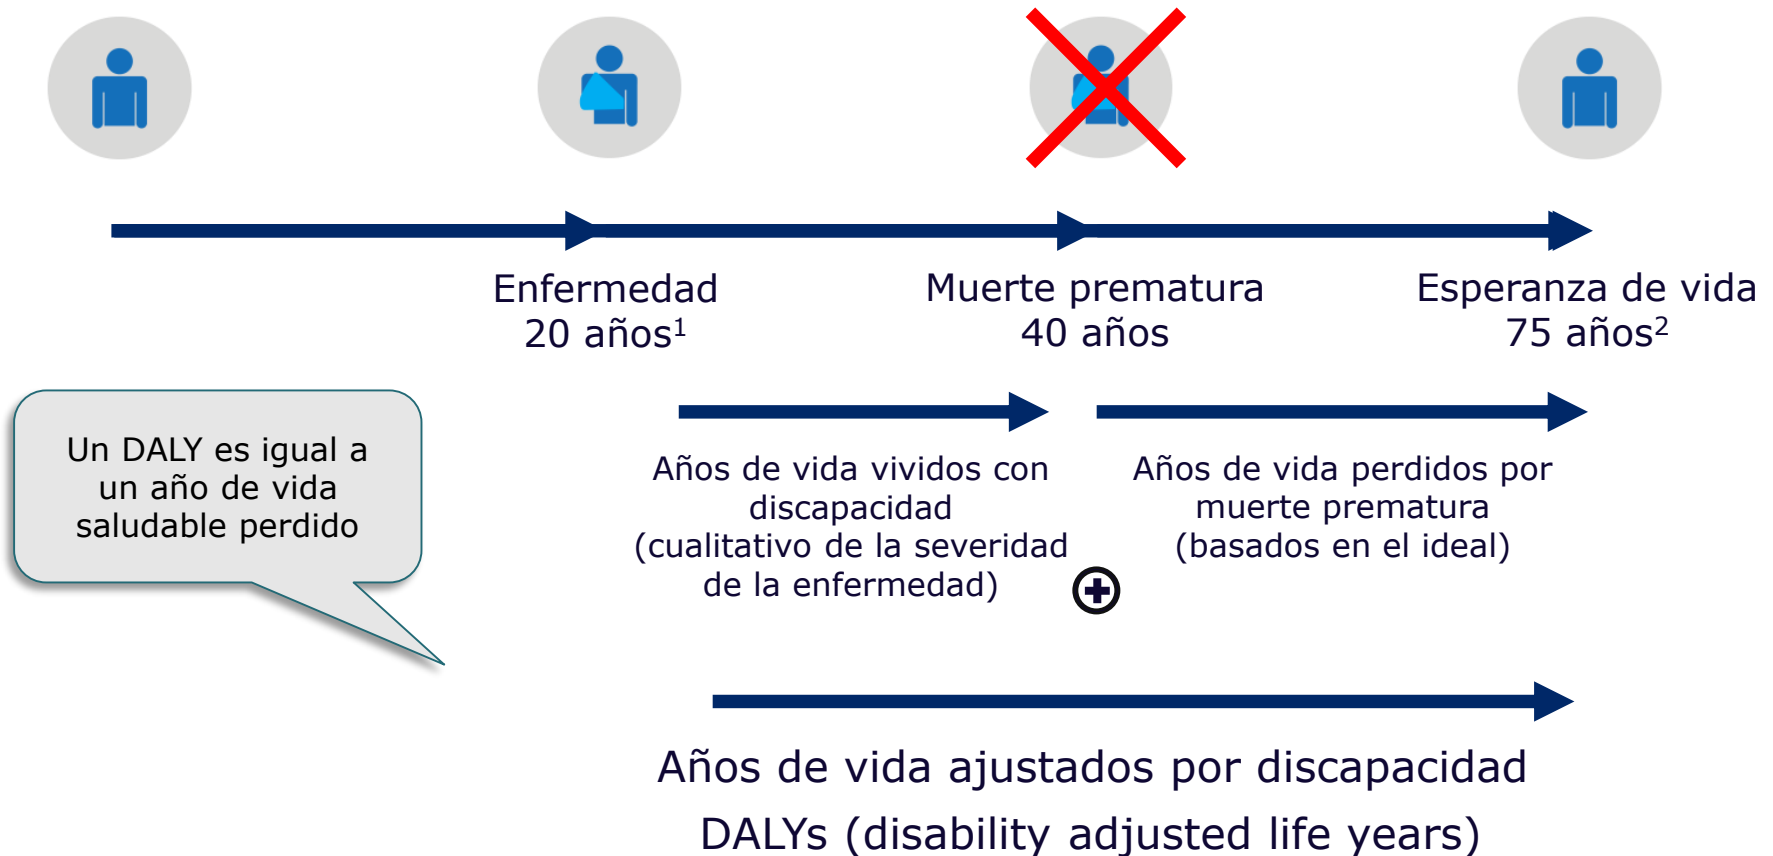 Enfermedad
20 años¹
Muerte prematura
40 años
Esperanza de vida
75 años²
Un DALY es igual a
un año de vida
saludable perdido
Años de vida vividos con
discapacidad
(cualitativo de la severidad
de la enfermedad)
Años de vida perdidos por
muerte prematura
(basados en el ideal)
Años de vida ajustados por discapacidad
DALYs (disability adjusted life years)